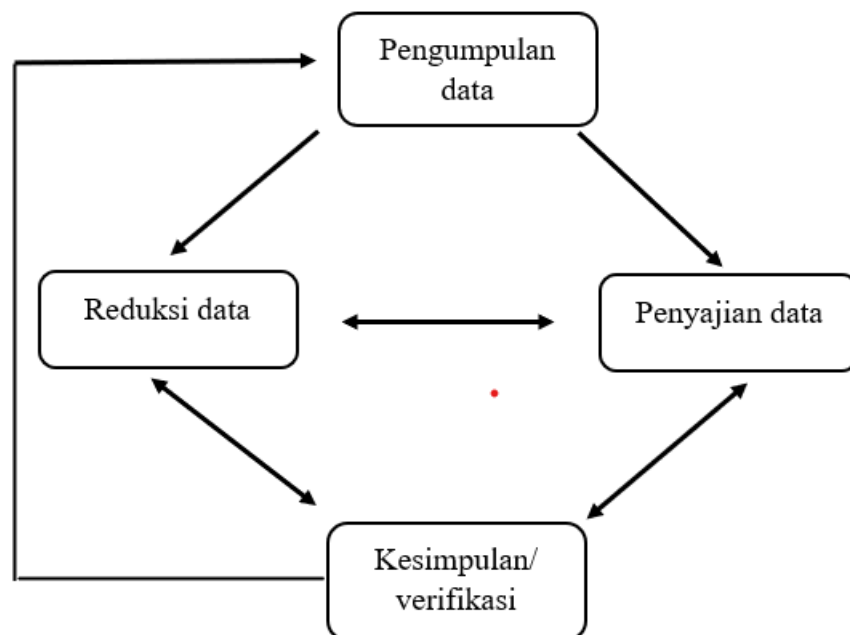 Pengumpulan
data
Reduksi data
Penyajian data
Kesimpulan/
verifikasi